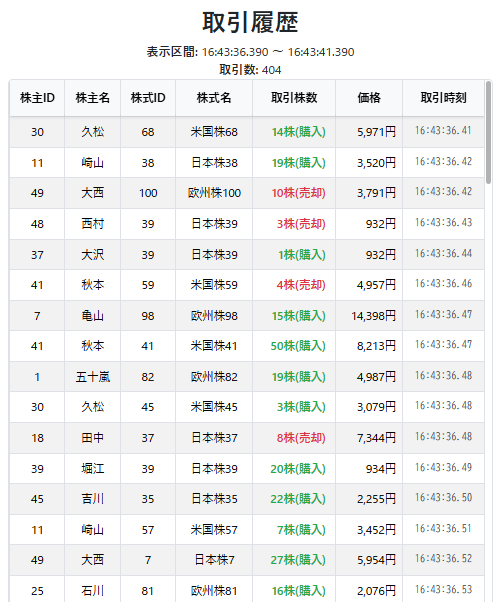 取引履歴
表示区間: 16:43:36.390 ～ 16:43:41.390
取引数: 404
株主ID 株主名 株式ID 株式名 取引株数 価格 取引時刻
30 久松 68 米国株68 14株(購入) 5,971円 16:43:36.41
11 崎山 38 日本株38 19株(購入) 3,520円 16:43:36.42
49 大西 100 欧州株100 10株(売却) 3,791円 16:43:36.42
48 西村 39 日本株39 3株(売却) 932円 16:43:36.43
37 大沢 39 日本株39 1株(購入) 932円 16:43:36.44
41 秋本 59 米国株59 4株(売却) 4,957円 16:43:36.46
7 亀山 98 欧州株98 15株(購入) 14,398円 16:43:36.47
41 秋本 41 米国株41 50株(購入) 8,213円 16:43:36.47
1 五十嵐 82 欧州株82 19株(購入) 4,987円 16:43:36.48
30 久松 45 米国株45 3株(購入) 3,079円 16:43:36.48
18 田中 37 日本株37 8株(売却) 7,344円 16:43:36.48
39 堀江 39 日本株39 20株(購入) 934円 16:43:36.49
45 吉川 35 日本株35 22株(購入) 2,255円 16:43:36.50
11 崎山 57 米国株57 7株(購入) 3,452円 16:43:36.51
49 大西 7 日本株7 27株(購入) 5,954円 16:43:36.52
25 石川 81 欧州株81 16株(購入) 2,076円 16:43:36.53